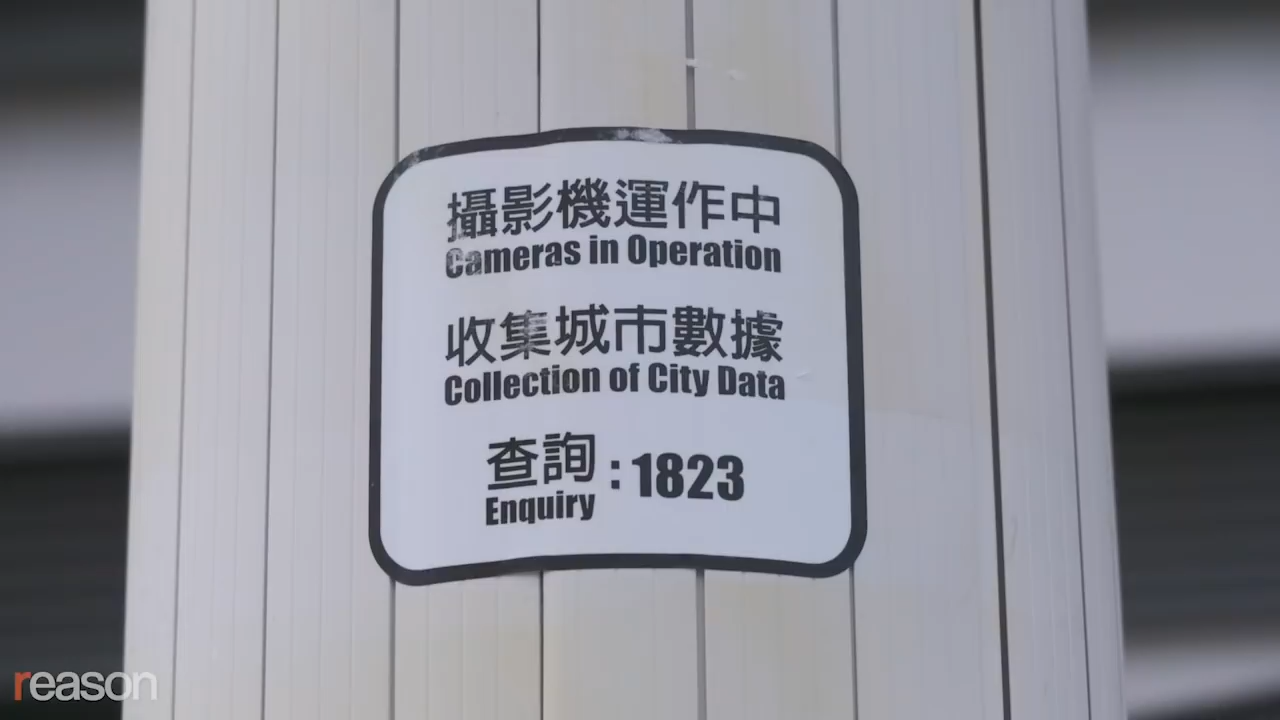 攝影機運作中
Cameras in Operation
收集城市數據
Collection of City Data
查詢 : 1823
Enquiry
reason